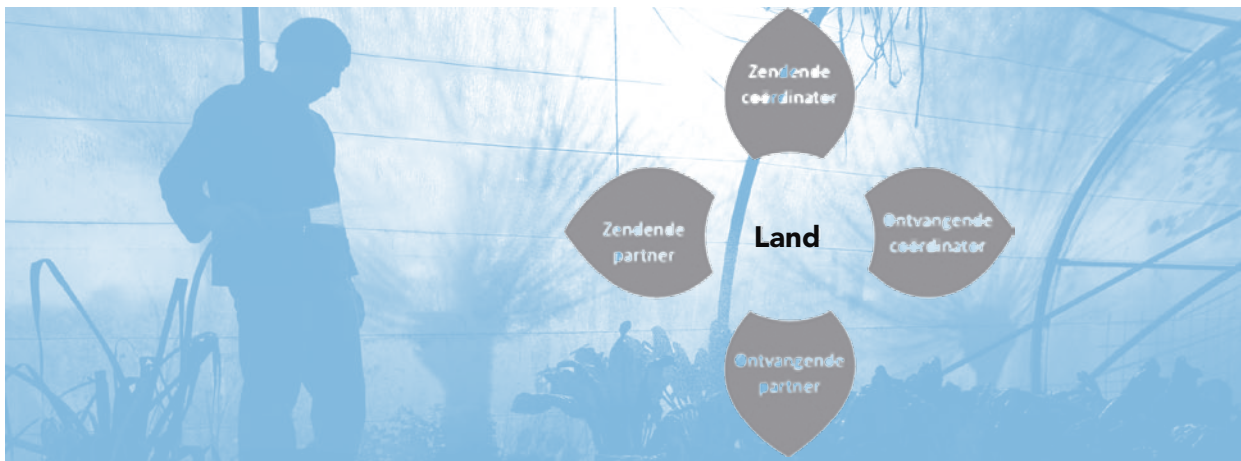 Zendende
coördinator
Zendende
partner
Land
Ontvangende
coördinator
Ontvangende
partner